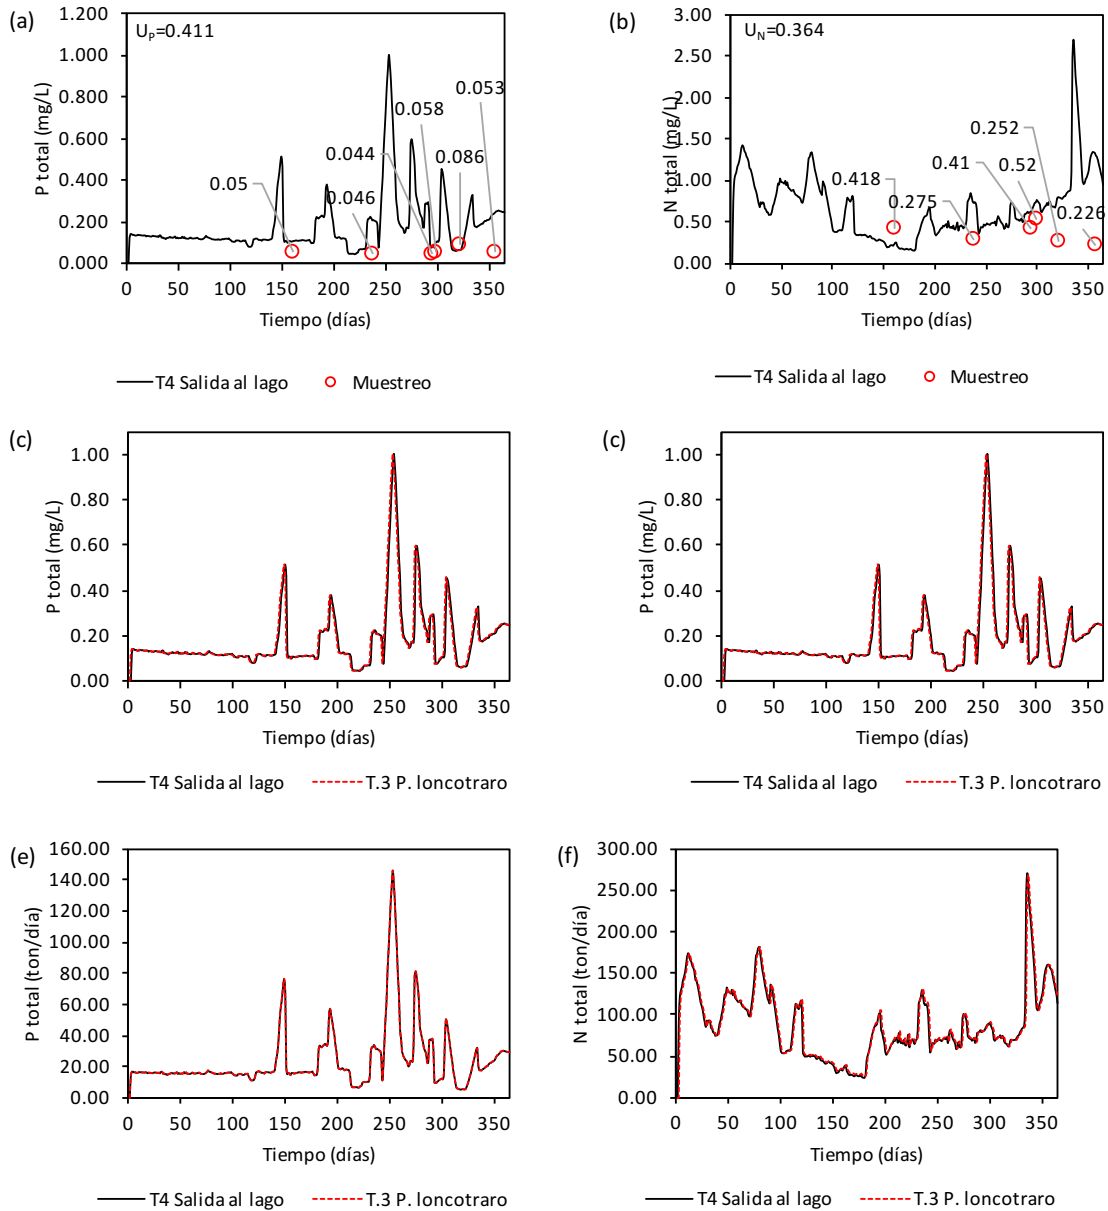 (a)
U_P=0.411
P total (mg/L)
1.200
1.000
0.800
0.600
0.400
0.200
0.000
0.05
0.046
0.044
0.058
0.086
0.053
0 50 100 150 200 250 300 350
Tiempo (días)
T4 Salida al lago Muestreo
(b)
U_N=0.364
N total (mg/L)
3.00
2.50
2.00
1.50
1.00
0.50
0.00
0.418
0.275
0.41
0.252
0.52
0.226
0 50 100 150 200 250 300 350
Tiempo (días)
T4 Salida al lago Muestreo
(c)
P total (mg/L)
1.00
0.80
0.60
0.40
0.20
0.00
0 50 100 150 200 250 300 350
Tiempo (días)
T4 Salida al lago T.3 P. loncotraro
(c)
P total (mg/L)
1.00
0.80
0.60
0.40
0.20
0.00
0 50 100 150 200 250 300 350
Tiempo (días)
T4 Salida al lago T.3 P. loncotraro
(e)
P total (ton/día)
160.00
140.00
120.00
100.00
80.00
60.00
40.00
20.00
0.00
0 50 100 150 200 250 300 350
Tiempo (días)
T4 Salida al lago T.3 P. loncotraro
(f)
N total (ton/día)
300.00
250.00
200.00
150.00
100.00
50.00
0.00
0 50 100 150 200 250 300 350
Tiempo (días)
T4 Salida al lago T.3 P. loncotraro